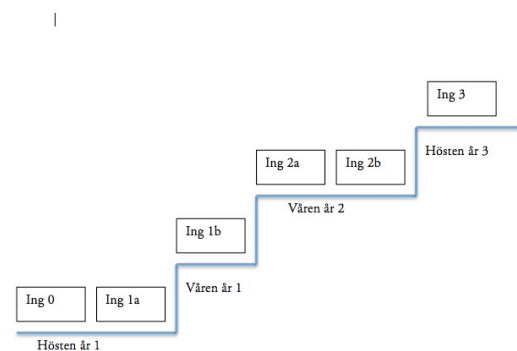 Ing 3
Hösten år 3
Ing 2a
Ing 2b
Våren år 2
Ing 1b
Våren år 1
Ing 0
Ing 1a
Hösten år 1